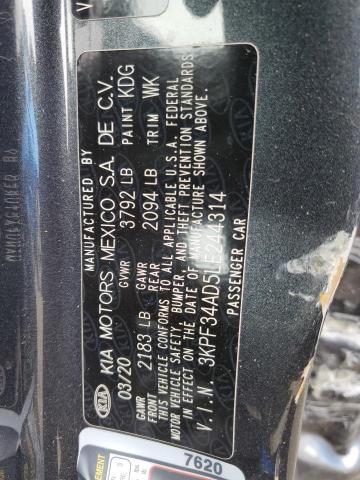 MANUFACTURED BY
KIA KIA MOTORS MEXICO S.A. DE C.V.
03/20 GVWR 3792 LB PAINT KDG
GAWR FRONT 2183 LB GAWR REAR 2094 LB TRIM WK
THIS VEHICLE CONFORMS TO ALL APPLICABLE U.S.A. FEDERAL
MOTOR VEHICLE SAFETY, BUMPER, AND THEFT PREVENTION STANDARDS
IN EFFECT ON THE DATE OF MANUFACTURE SHOWN ABOVE.
V.I.N. 3KPF34AD5LE244314
PASSENGER CAR
7620